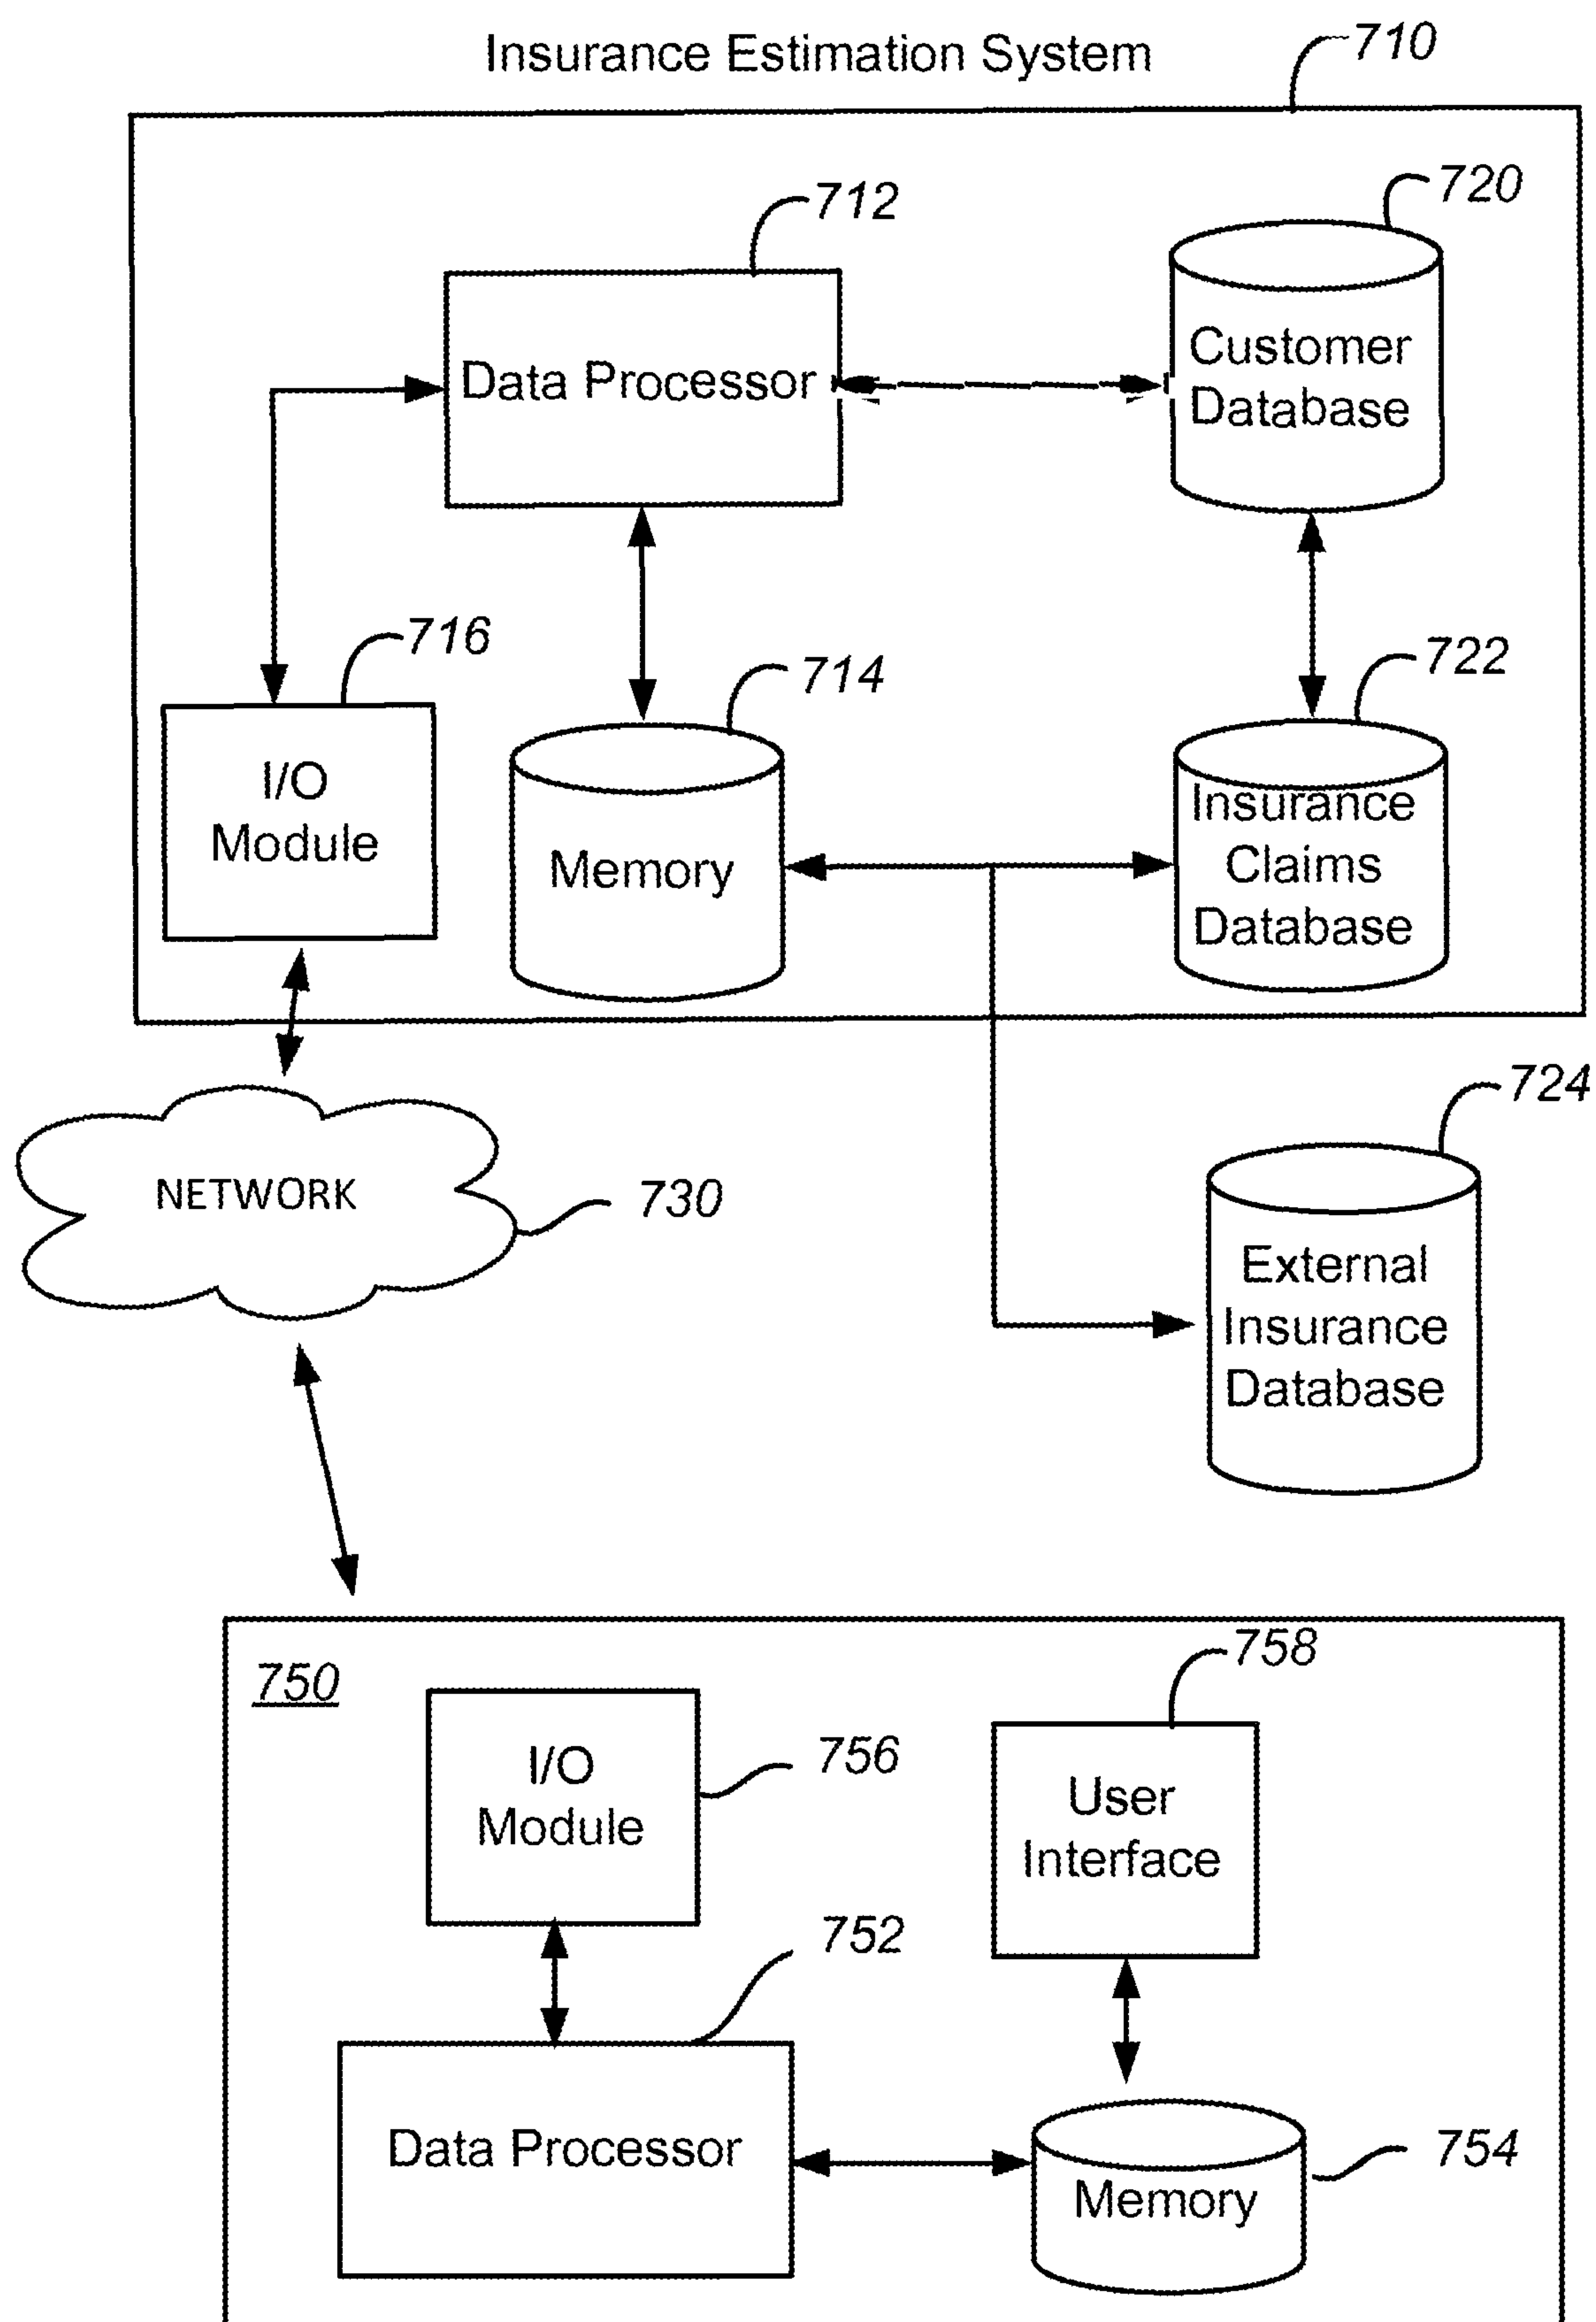 Insurance Estimation System
710
712
720
Data Processor
Customer
Database
716
714
722
I/O
Module
Memory
Insurance
Claims
Database
724
NETWORK
730
External
Insurance
Database
750
758
I/O
Module
756
User
Interface
752
Data Processor
754
Memory